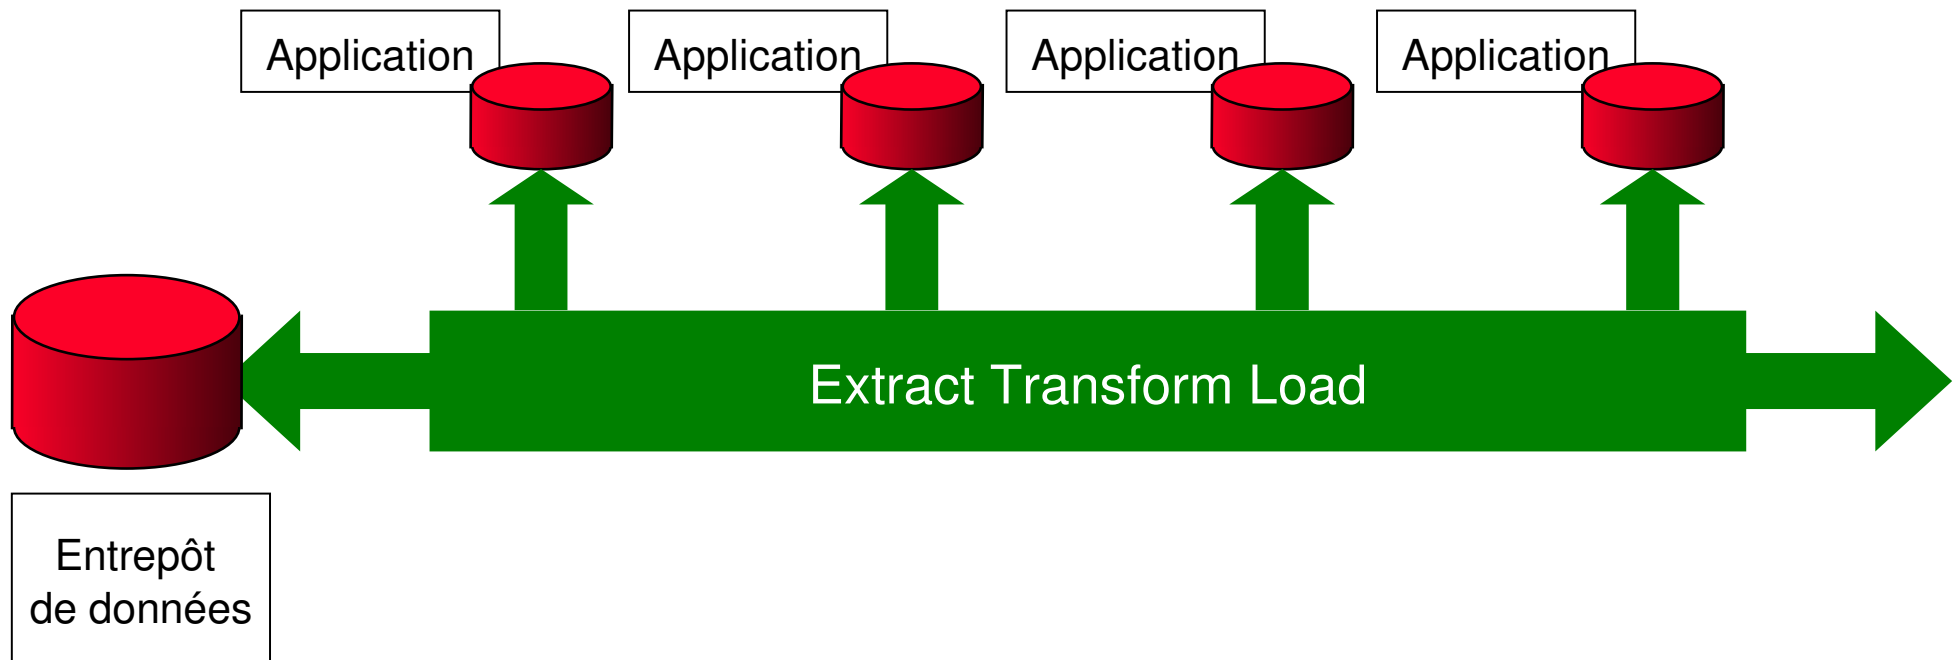 Application
Application
Application
Application
Extract Transform Load
Entrepôt
de données